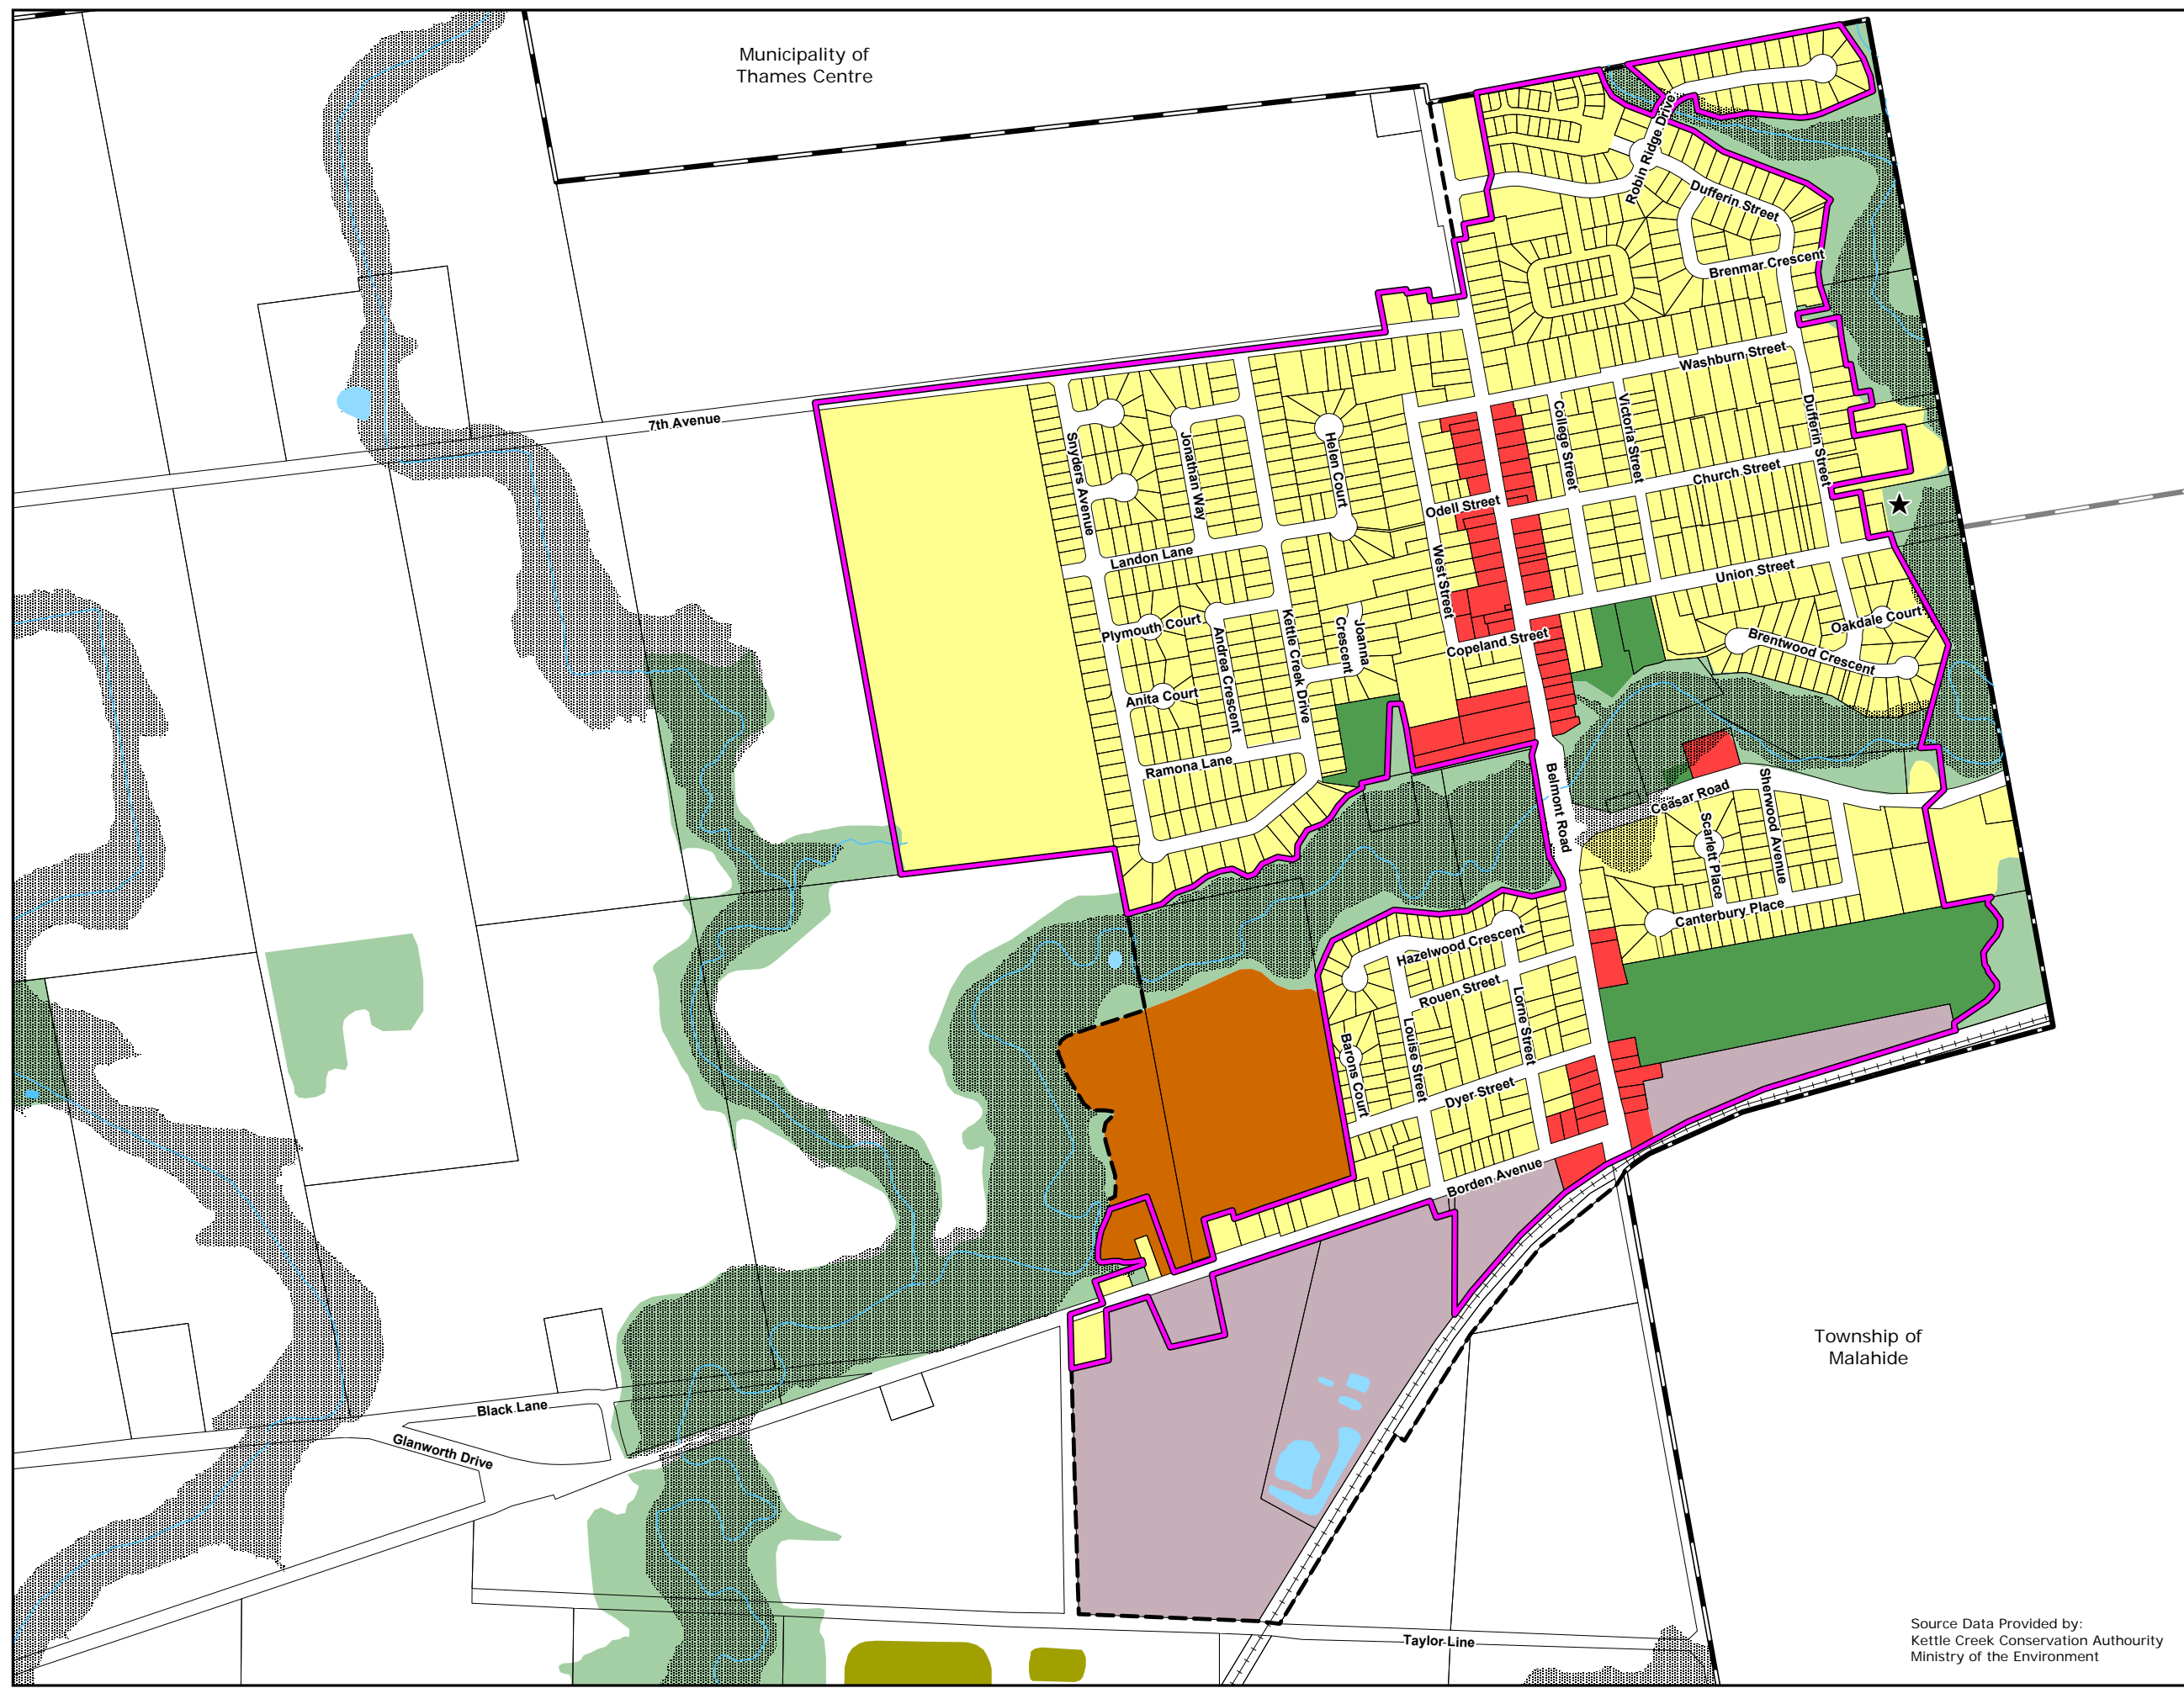 Municipality of
Thames Centre
Robin Ridge Drive
Dufferin Street
Brenmar Crescent
Washburn Street
7th Avenue
Snyders Avenue
Jonathan Way
Helen Court
College Street
Victoria Street
Dufferin Street
Church Street
Odell Street
Landon Lane
West Street
Union Street
Plymouth Court
Andrea Crescent
Kettle Creek Drive
Joanna
Crescent
Copeland Street
Oakdale Court
Brentwood Crescent
Anita Court
Ramona Lane
Belmont Road
Ceasar Road
Sherwood Avenue
Scarlett Place
Canterbury Place
Hazelwood Crescent
Rouen Street
Lorne Street
Louise Street
Barons Court
Dyer Street
Borden Avenue
Township of
Malahide
Black Lane
Glanworth Drive
Taylor Line
Source Data Provided by:
Kettle Creek Conservation Authourity
Ministry of the Environment